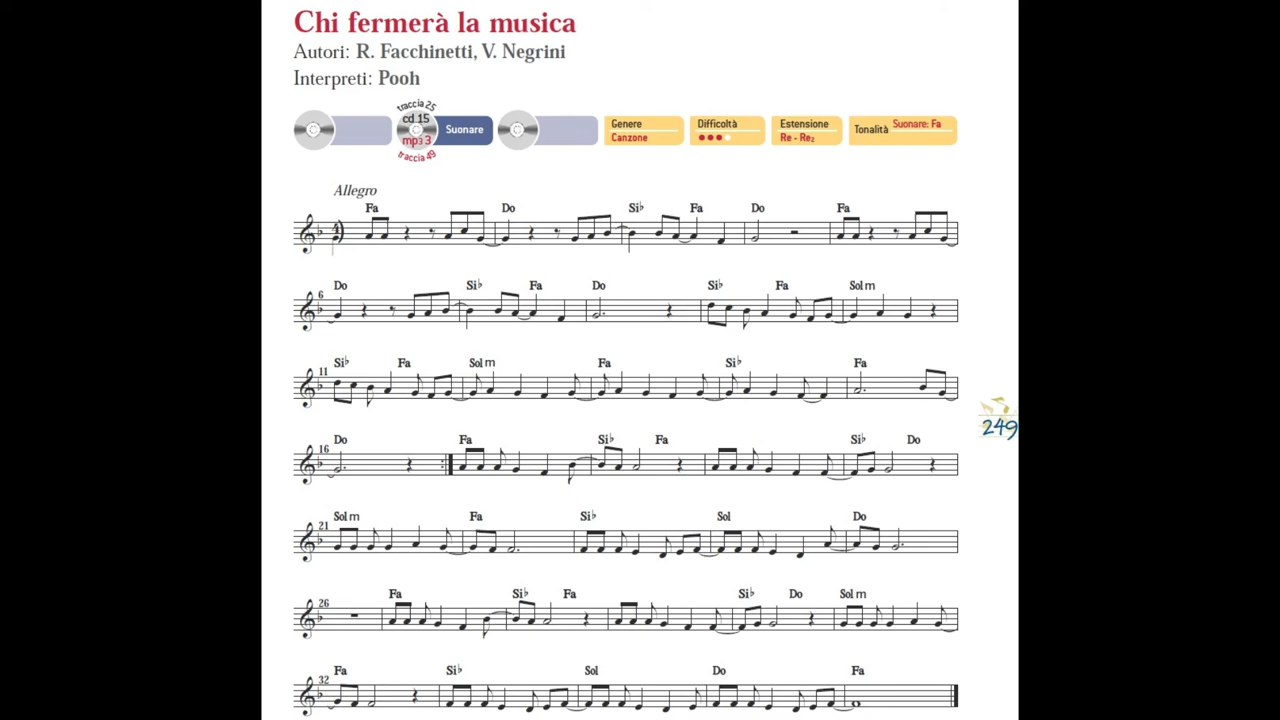 Chi fermerà la musica
Autori: R. Facchinetti, V. Negrini
Interpreti: Pooh
traccia 25
cd 15
mp3 3
traccia 49
Suonare
Genere
Canzone
Difficoltà
Estensione
Re - Re2
Tonalità Suonare: Fa
Allegro
Fa Do Si♭ Fa Do Fa
6 Do Si♭ Fa Do Si♭ Fa Sol m
11 Si♭ Fa Sol m Fa Si♭ Fa
249
16 Do Fa Si♭ Fa Si♭ Do
21 Sol m Fa Si♭ Sol Do
26 Fa Si♭ Fa Si♭ Do Sol m
32 Fa Si♭ Sol Do Fa